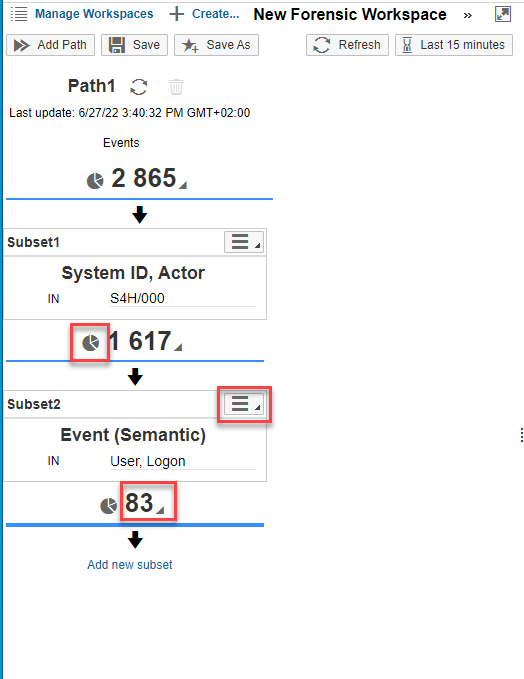 Manage Workspaces Create... New Forensic Workspace »
Add Path Save Save As Refresh Last 15 minutes
Path1
Last update: 6/27/22 3:40:32 PM GMT+02:00
Events
2 865
Subset1
System ID, Actor
IN S4H/000
1 617
Subset2
Event (Semantic)
IN User, Logon
83
Add new subset